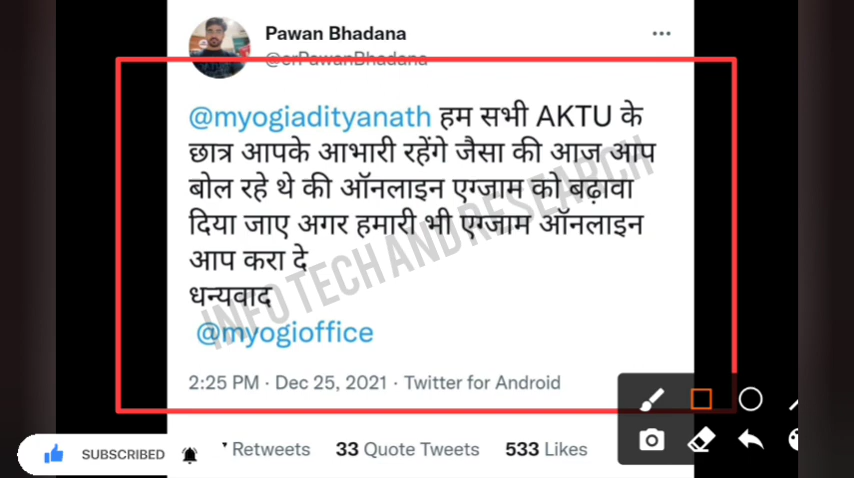 Pawan Bhadana
@erPawanBhadana
@myogiadityanath हम सभी AKTU के
छात्र आपके आभारी रहेंगे जैसा की आज आप
बोल रहे थे की ऑनलाइन एग्जाम को बढ़ावा
दिया जाए अगर हमारी भी एग्जाम ऑनलाइन
आप करा दे
धन्यवाद
@myogioffice
INFOTECH AND RESEARCH
2:25 PM · Dec 25, 2021 · Twitter for Android
Retweets 33 Quote Tweets 533 Likes
SUBSCRIBED